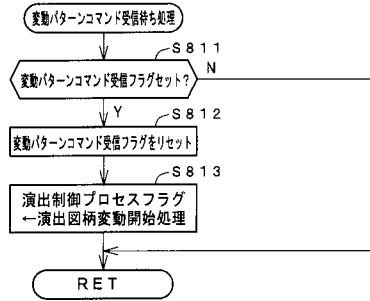 変動パターンコマンド受信待ち処理
S811
変動パターンコマンド受信フラグセット?
N
Y
S812
変動パターンコマンド受信フラグをリセット
S813
演出制御プロセスフラグ
←演出図柄変動開始処理
RET